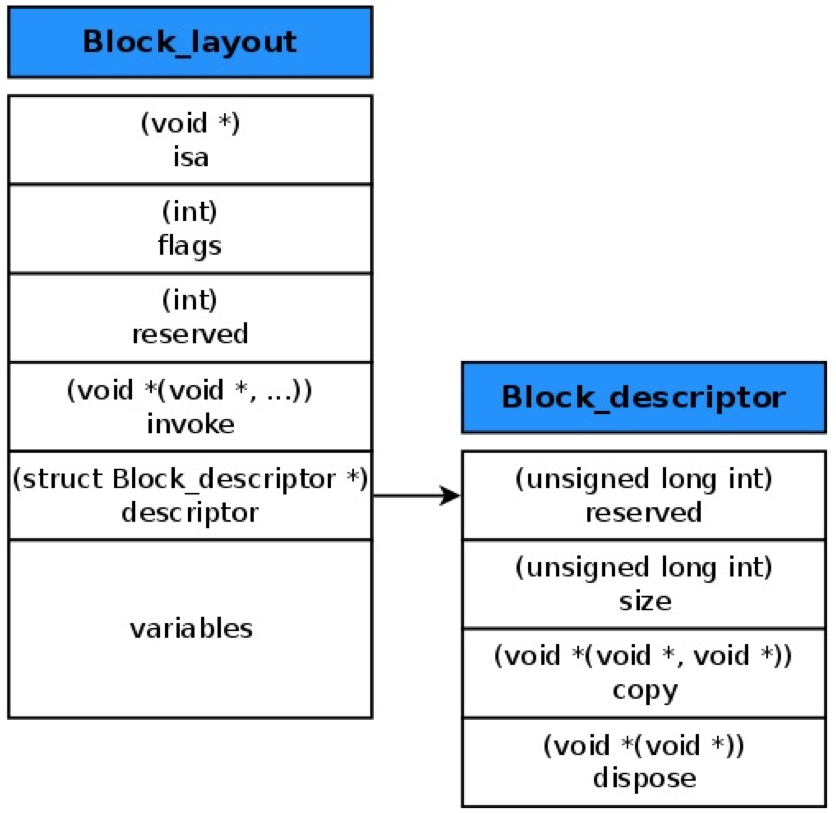 Block_layout
(void *)
isa
(int)
flags
(int)
reserved
(void *(void *, ...))
invoke
(struct Block_descriptor *)
descriptor
variables
Block_descriptor
(unsigned long int)
reserved
(unsigned long int)
size
(void *(void *, void *))
copy
(void *(void *))
dispose